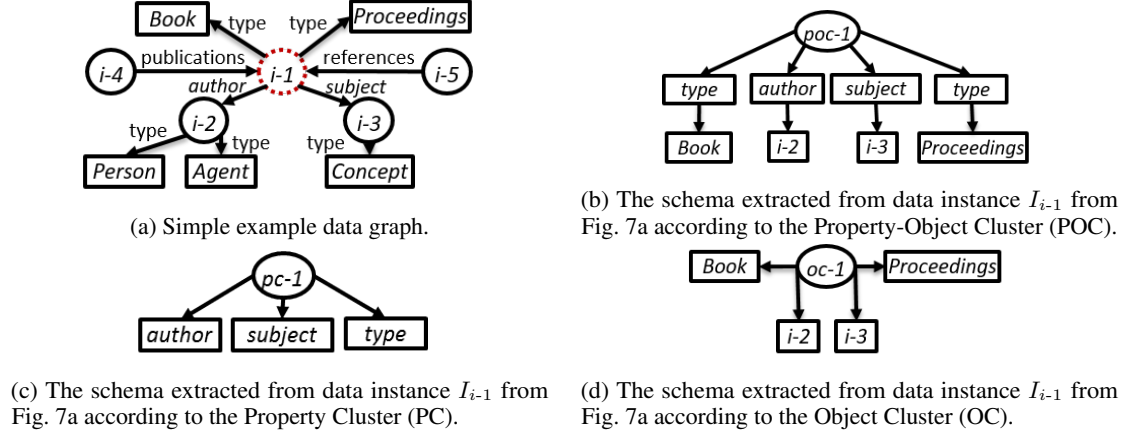 Book
type
type
Proceedings
i-4
publications
i-1
references
i-5
author
subject
i-2
i-3
type
type
type
Person
Agent
Concept
(a) Simple example data graph.
poc-1
type
author
subject
type
Book
i-2
i-3
Proceedings
(b) The schema extracted from data instance I_{i-1} from
Fig. 7a according to the Property-Object Cluster (POC).
pc-1
author
subject
type
(c) The schema extracted from data instance I_{i-1} from
Fig. 7a according to the Property Cluster (PC).
Book
oc-1
Proceedings
i-2
i-3
(d) The schema extracted from data instance I_{i-1} from
Fig. 7a according to the Object Cluster (OC).